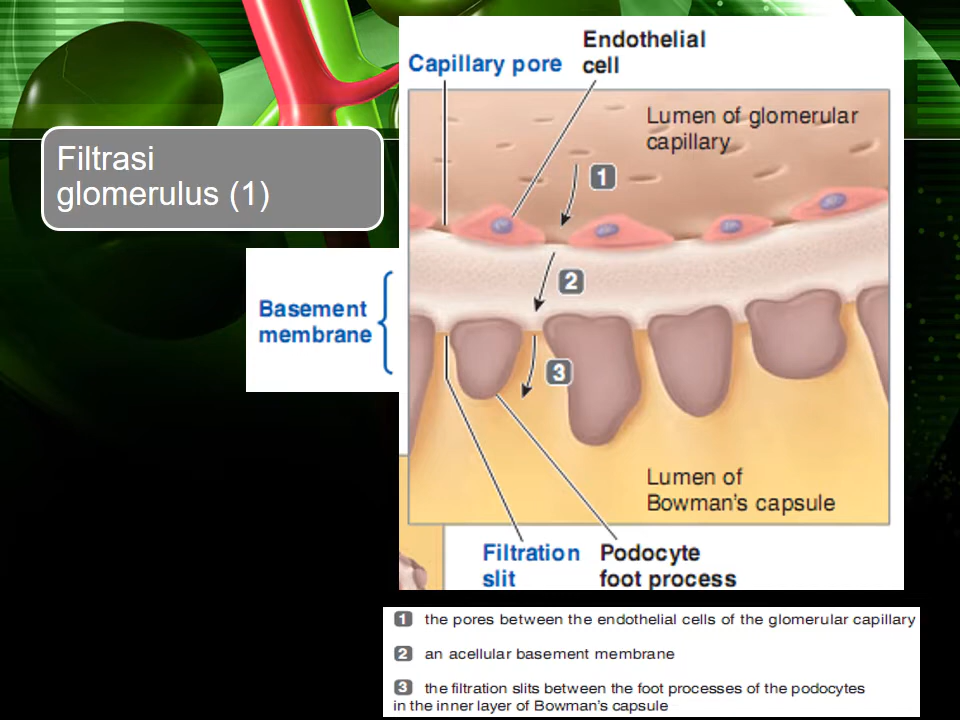 Filtrasi
glomerulus (1)
Capillary pore
Endothelial
cell
Lumen of glomerular
capillary
1
2
Basement
membrane
3
Lumen of
Bowman's capsule
Filtration
slit
Podocyte
foot process
1 the pores between the endothelial cells of the glomerular capillary
2 an acellular basement membrane
3 the filtration slits between the foot processes of the podocytes
in the inner layer of Bowman's capsule